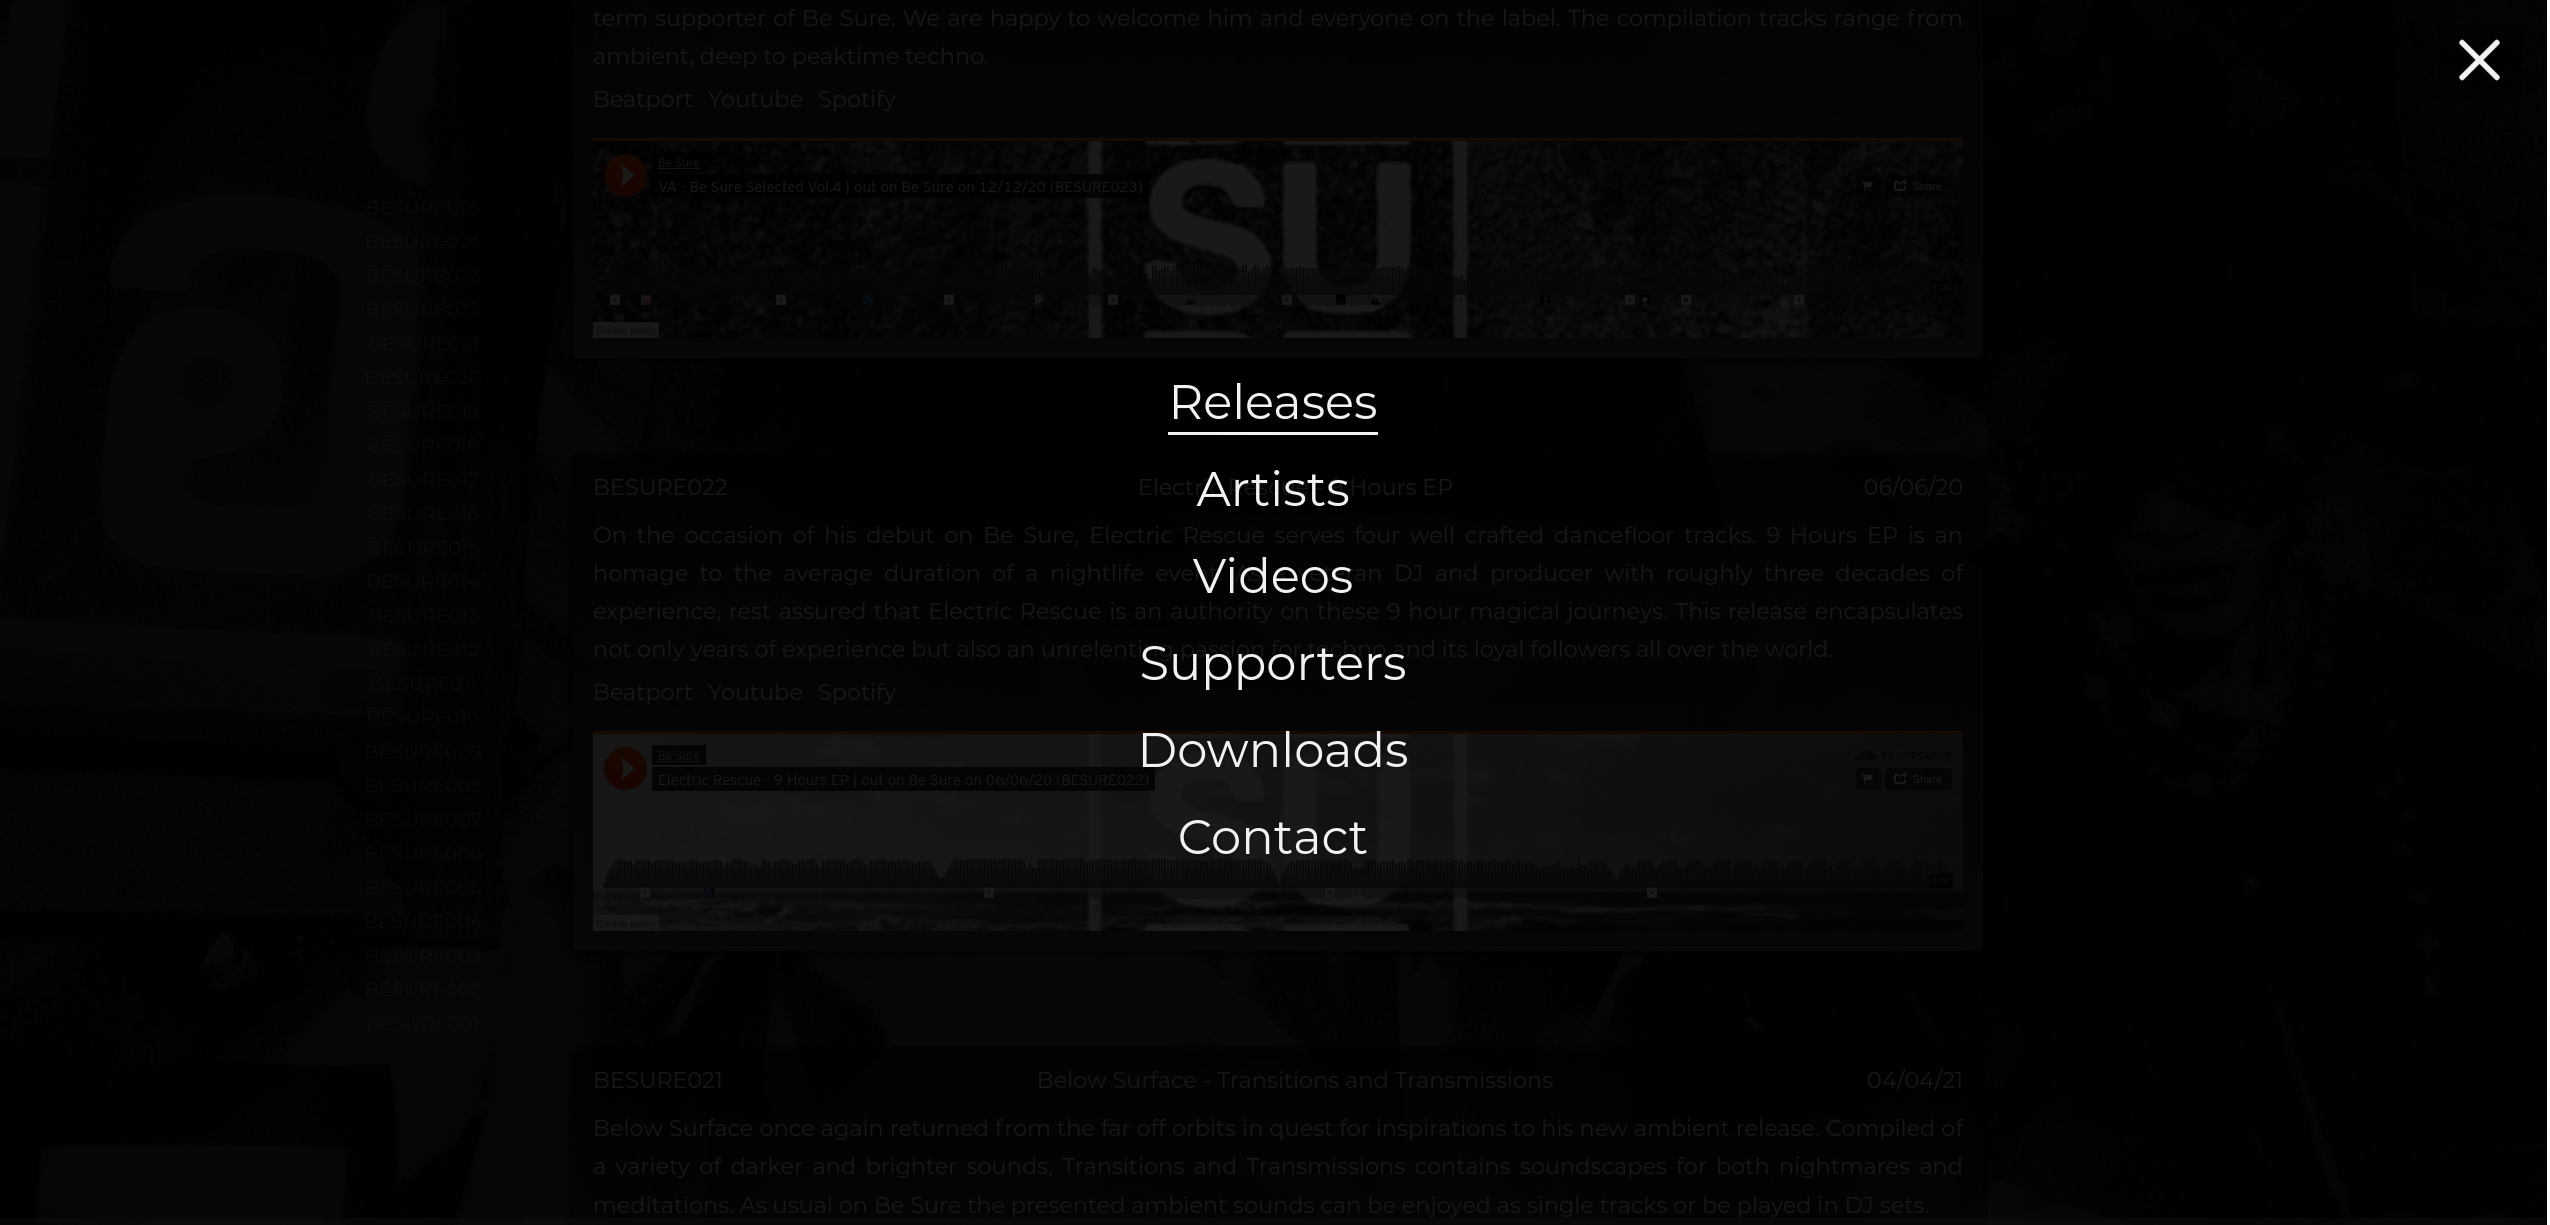 term supporter of Be Sure. We are happy to welcome him and everyone on the label. The compilation tracks range from
ambient, deep to peaktime techno.
Beatport Youtube Spotify
Be Sure
VA - Be Sure Selected Vol.4 | out on Be Sure on 12/12/20 (BESURE023)
Share
SU
Cookie policy
BESURE025
BESURE024
BESURE023
BESURE022
BESURE021
BESURE020
BESURE019
BESURE018
BESURE017
BESURE016
BESURE015
BESURE014
BESURE013
BESURE012
BESURE011
BESURE010
BESURE009
BESURE008
BESURE007
BESURE006
BESURE005
BESURE004
BESURE003
BESURE002
BESURE001
Releases
Artists
Videos
Supporters
Downloads
Contact
BESURE022 Hours EP 06/06/20
On the occasion of his debut on Be Sure, Electric Rescue serves four well crafted dancefloor tracks. 9 Hours EP is an
homage to the average duration of a nightlife an DJ and producer with roughly three decades of
experience, rest assured that Electric Rescue is an authority on these 9 hour magical journeys. This release encapsulates
not only years of experience but also an unrelenting passion for techno and its loyal followers all over the world.
Beatport Youtube Spotify
Be Sure
Electric Rescue - 9 Hours EP | out on Be Sure on 06/06/20 (BESURE022)
SOUNDCLOUD
Share
SU
Cookie policy
BESURE021 Below Surface - Transitions and Transmissions 04/04/21
Below Surface once again returned from the far off orbits in quest for inspirations to his new ambient release. Compiled of
a variety of darker and brighter sounds, Transitions and Transmissions contains soundscapes for both nightmares and
meditations. As usual on Be Sure the presented ambient sounds can be enjoyed as single tracks or be played in DJ sets.